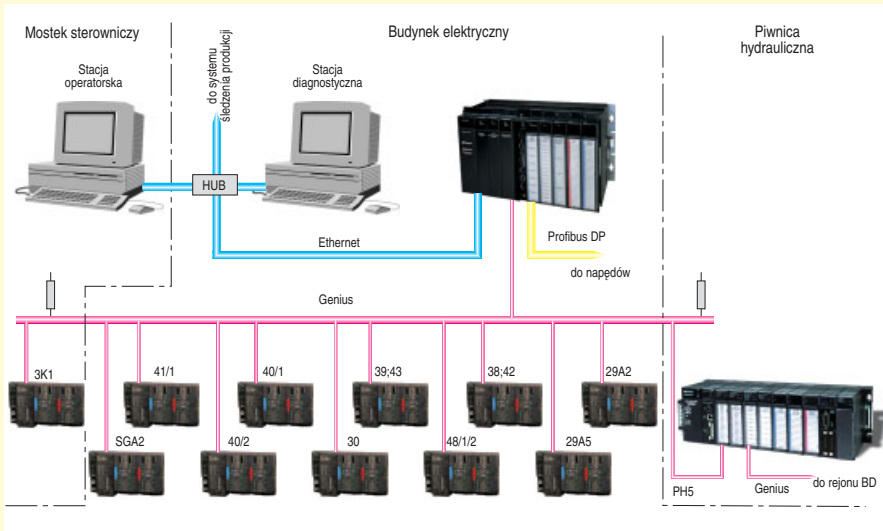 Mostek sterowniczy
Budynek elektryczny
Piwnica
hydrauliczna
Stacja
operatorska
do systemu
śledzenia produkcji
Stacja
diagnostyczna
HUB
Ethernet
Profibus DP
do napędów
Genius
3K1
41/1
40/1
39;43
38;42
29A2
SGA2
40/2
30
48/1/2
29A5
PH5
Genius
do rejonu BD